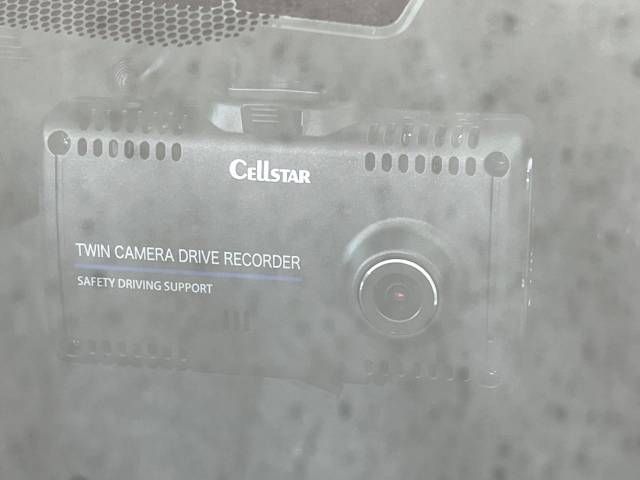 CELLSTAR
TWIN CAMERA DRIVE RECORDER
SAFETY DRIVING SUPPORT